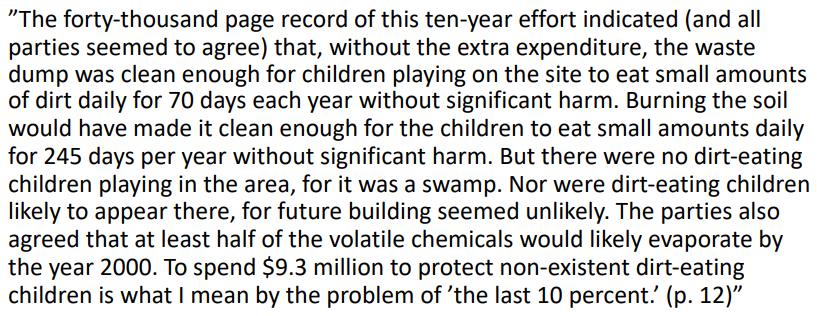 ”The forty-thousand page record of this ten-year effort indicated (and all
parties seemed to agree) that, without the extra expenditure, the waste
dump was clean enough for children playing on the site to eat small amounts
of dirt daily for 70 days each year without significant harm. Burning the soil
would have made it clean enough for the children to eat small amounts daily
for 245 days per year without significant harm. But there were no dirt-eating
children playing in the area, for it was a swamp. Nor were dirt-eating children
likely to appear there, for future building seemed unlikely. The parties also
agreed that at least half of the volatile chemicals would likely evaporate by
the year 2000. To spend $9.3 million to protect non-existent dirt-eating
children is what I mean by the problem of ’the last 10 percent.’ (p. 12)”